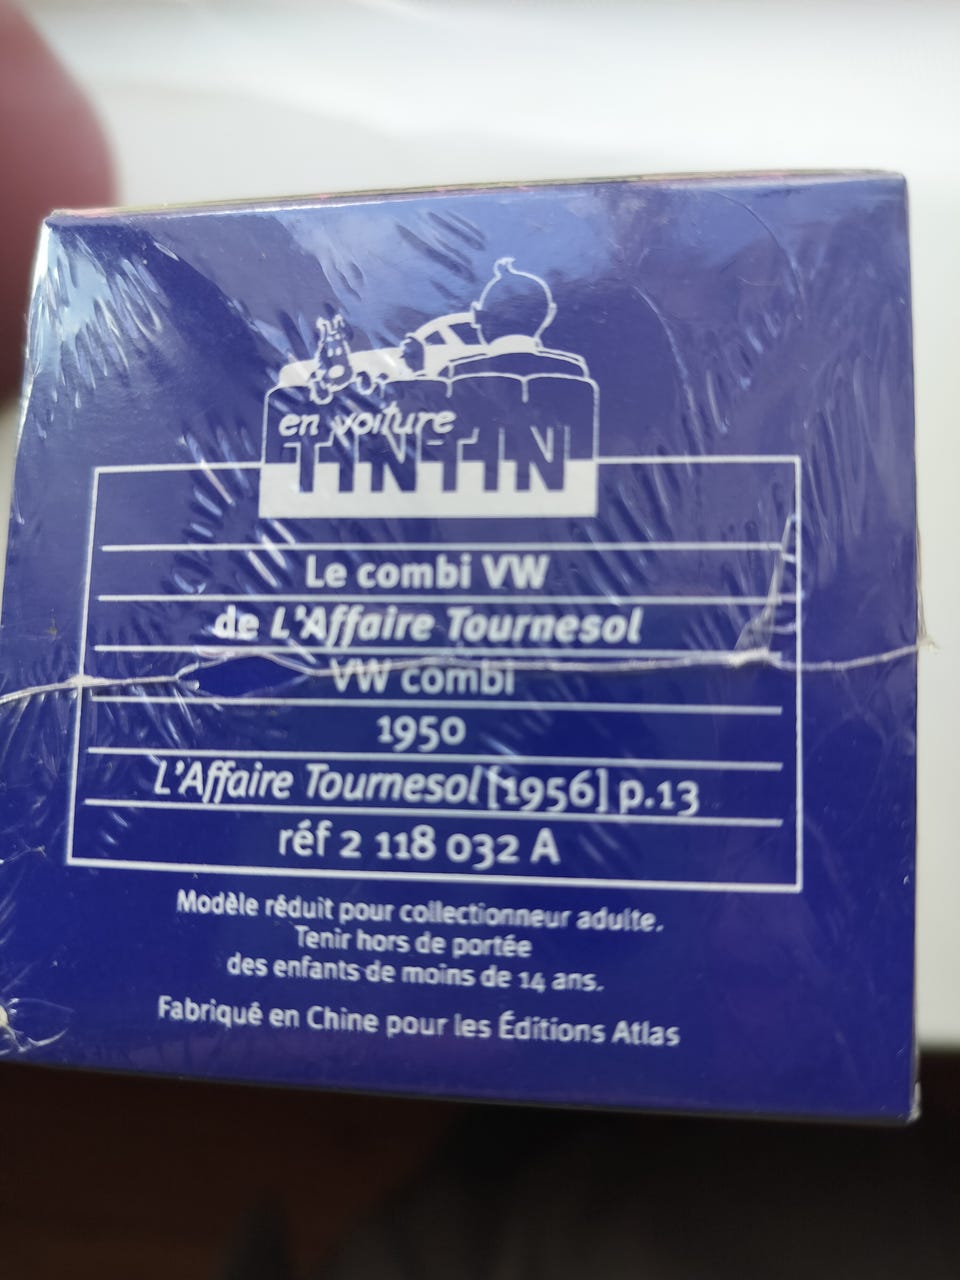 en voiture
TINTIN
Le combi VW
de L'Affaire Tournesol
VW combi
1950
L'Affaire Tournesol [1956] p.13
réf 2 118 032 A
Modèle réduit pour collectionneur adulte.
Tenir hors de portée
des enfants de moins de 14 ans.
Fabriqué en Chine pour les Éditions Atlas